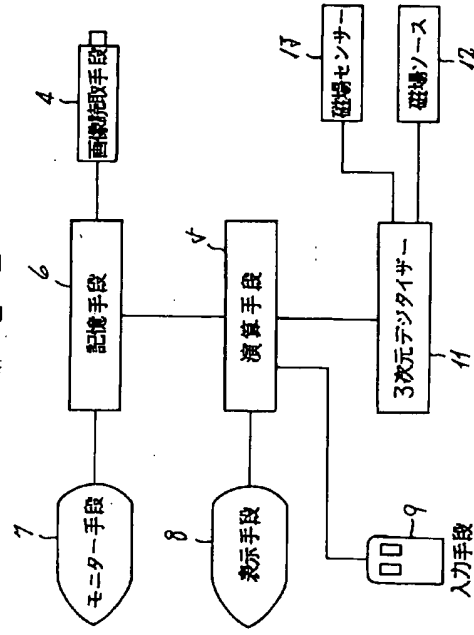 4
画像読取手段
6
記憶手段
7
モニター手段
5
演算手段
8
表示手段
9
入力手段
13
磁場センサー
12
磁場ソース
3次元デジタイザー
11